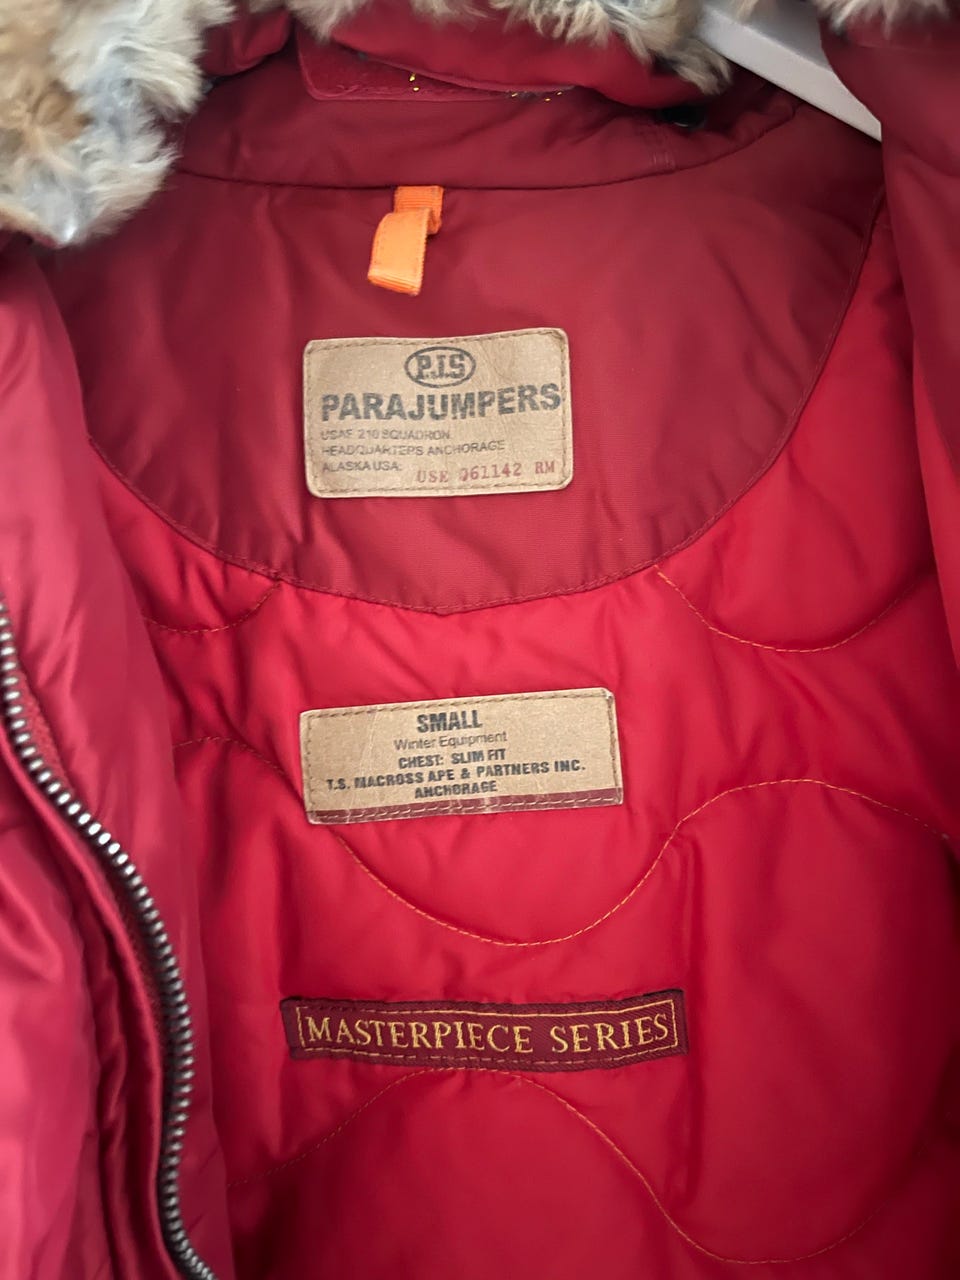 P.J.S
PARAJUMPERS
USAF 210 SQUADRON
HEADQUARTERS ANCHORAGE
ALASKA USA: USE 061142 RM
SMALL
Winter Equipment
CHEST: SLIM FIT
T.S. MACROSS APE & PARTNERS INC.
ANCHORAGE
MASTERPIECE SERIES